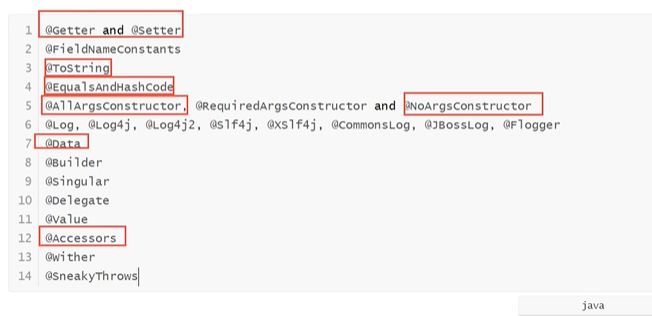 1 @Getter and @Setter
2 @FieldNameConstants
3 @ToString
4 @EqualsAndHashCode
5 @AllArgsConstructor, @RequiredArgsConstructor and @NoArgsConstructor
6 @Log, @Log4j, @Log4j2, @Slf4j, @XSlf4j, @CommonsLog, @JBossLog, @Flogger
7 @Data
8 @Builder
9 @Singular
10 @Delegate
11 @Value
12 @Accessors
13 @Wither
14 @SneakyThrows
java